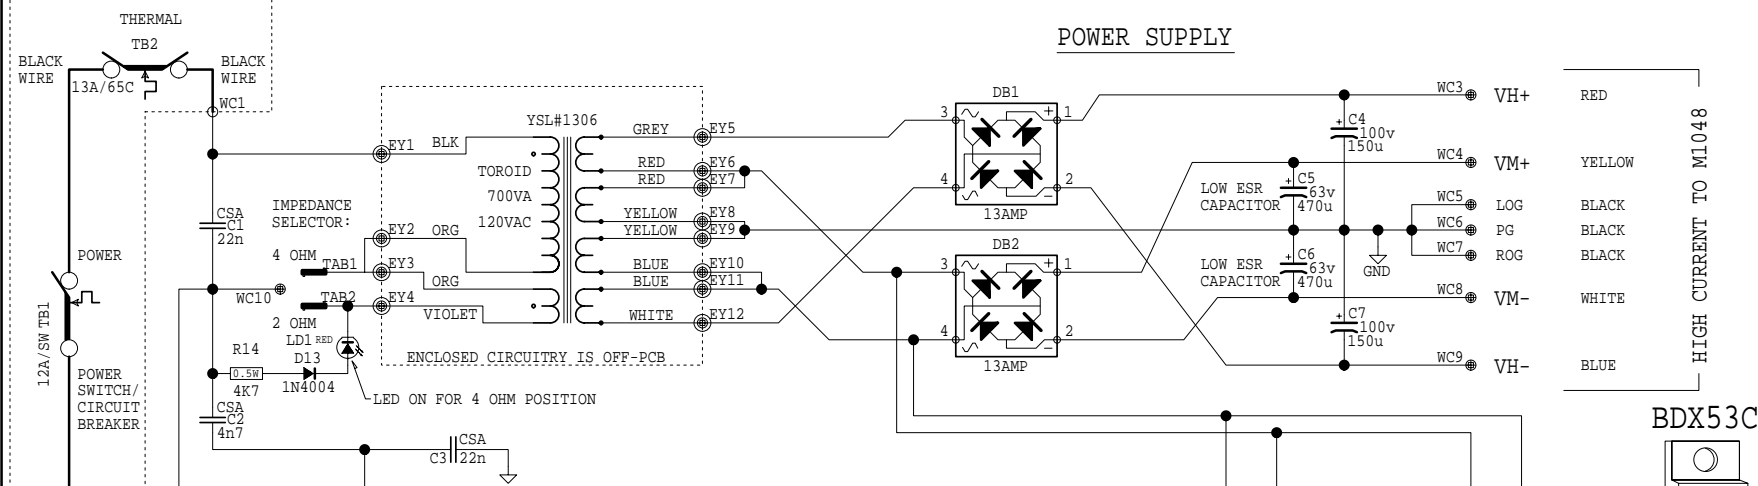 THERMAL
TB2
BLACK
WIRE
BLACK
WIRE
13A/65C
WC1
POWER SUPPLY
YSL#1306
TOROID
700VA
120VAC
EY1
BLK
EY2
ORG
EY3
ORG
EY4
VIOLET
GREY
EY5
RED
EY6
RED
EY7
YELLOW
EY8
YELLOW
EY9
BLUE
EY10
BLUE
EY11
WHITE
EY12
CSA
C1
22n
IMPEDANCE
SELECTOR:
4 OHM
TAB1
WC10
TAB2
2 OHM
LD1 RED
POWER
12A/SW TB1
POWER
SWITCH/
CIRCUIT
BREAKER
R14
0.5W
4K7
D13
1N4004
ENCLOSED CIRCUITRY IS OFF-PCB
LED ON FOR 4 OHM POSITION
CSA
C2
4n7
CSA
C3
22n
DB1
3
4
+
-
1
2
13AMP
DB2
3
4
+
-
1
2
13AMP
+
C4
100v
150u
LOW ESR
CAPACITOR
+
C5
63v
470u
LOW ESR
CAPACITOR
+
C6
63v
470u
+
C7
100v
150u
GND
WC3
VH+
RED
WC4
VM+
YELLOW
WC5
LOG
BLACK
WC6
PG
BLACK
WC7
ROG
BLACK
WC8
VM-
WHITE
WC9
VH-
BLUE
HIGH CURRENT TO M1048
BDX53C